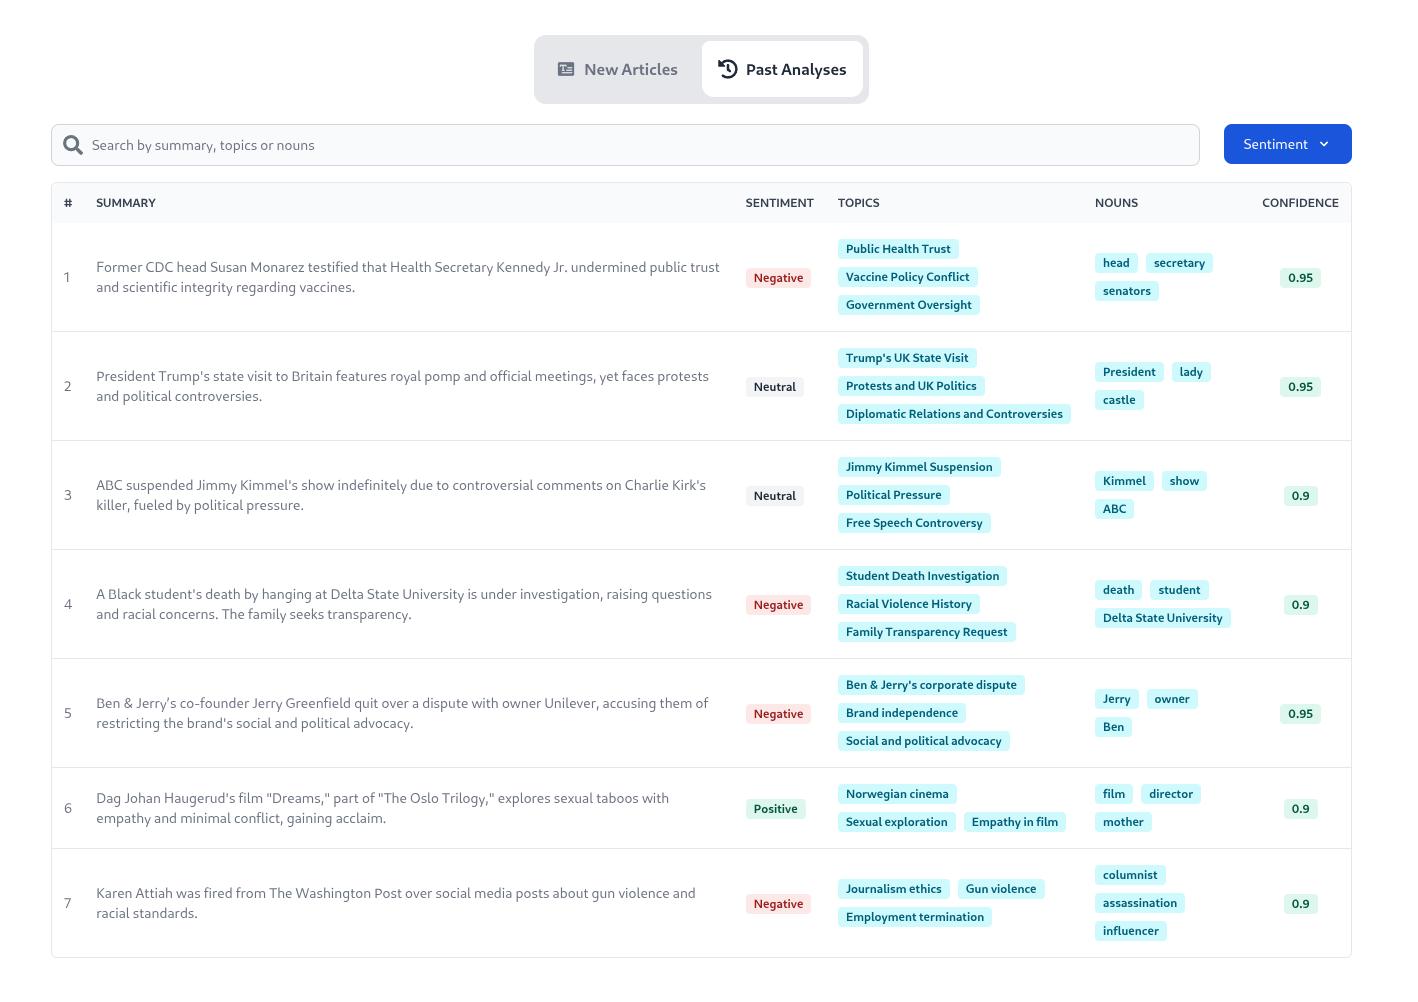 New Articles
Past Analyses
Search by summary, topics or nouns
Sentiment
# SUMMARY SENTIMENT TOPICS NOUNS CONFIDENCE
1
Former CDC head Susan Monarez testified that Health Secretary Kennedy Jr. undermined public trust
and scientific integrity regarding vaccines.
Negative
Public Health Trust
Vaccine Policy Conflict
Government Oversight
head secretary
senators
0.95
2
President Trump's state visit to Britain features royal pomp and official meetings, yet faces protests
and political controversies.
Neutral
Trump's UK State Visit
Protests and UK Politics
Diplomatic Relations and Controversies
President lady
castle
0.95
3
ABC suspended Jimmy Kimmel's show indefinitely due to controversial comments on Charlie Kirk's
killer, fueled by political pressure.
Neutral
Jimmy Kimmel Suspension
Political Pressure
Free Speech Controversy
Kimmel show
ABC
0.9
4
A Black student's death by hanging at Delta State University is under investigation, raising questions
and racial concerns. The family seeks transparency.
Negative
Student Death Investigation
Racial Violence History
Family Transparency Request
death student
Delta State University
0.9
5
Ben & Jerry’s co-founder Jerry Greenfield quit over a dispute with owner Unilever, accusing them of
restricting the brand's social and political advocacy.
Negative
Ben & Jerry's corporate dispute
Brand independence
Social and political advocacy
Jerry owner
Ben
0.95
6
Dag Johan Haugerud's film "Dreams," part of "The Oslo Trilogy," explores sexual taboos with
empathy and minimal conflict, gaining acclaim.
Positive
Norwegian cinema
Sexual exploration Empathy in film
film director
mother
0.9
7
Karen Attiah was fired from The Washington Post over social media posts about gun violence and
racial standards.
Negative
Journalism ethics Gun violence
Employment termination
columnist
assassination
influencer
0.9